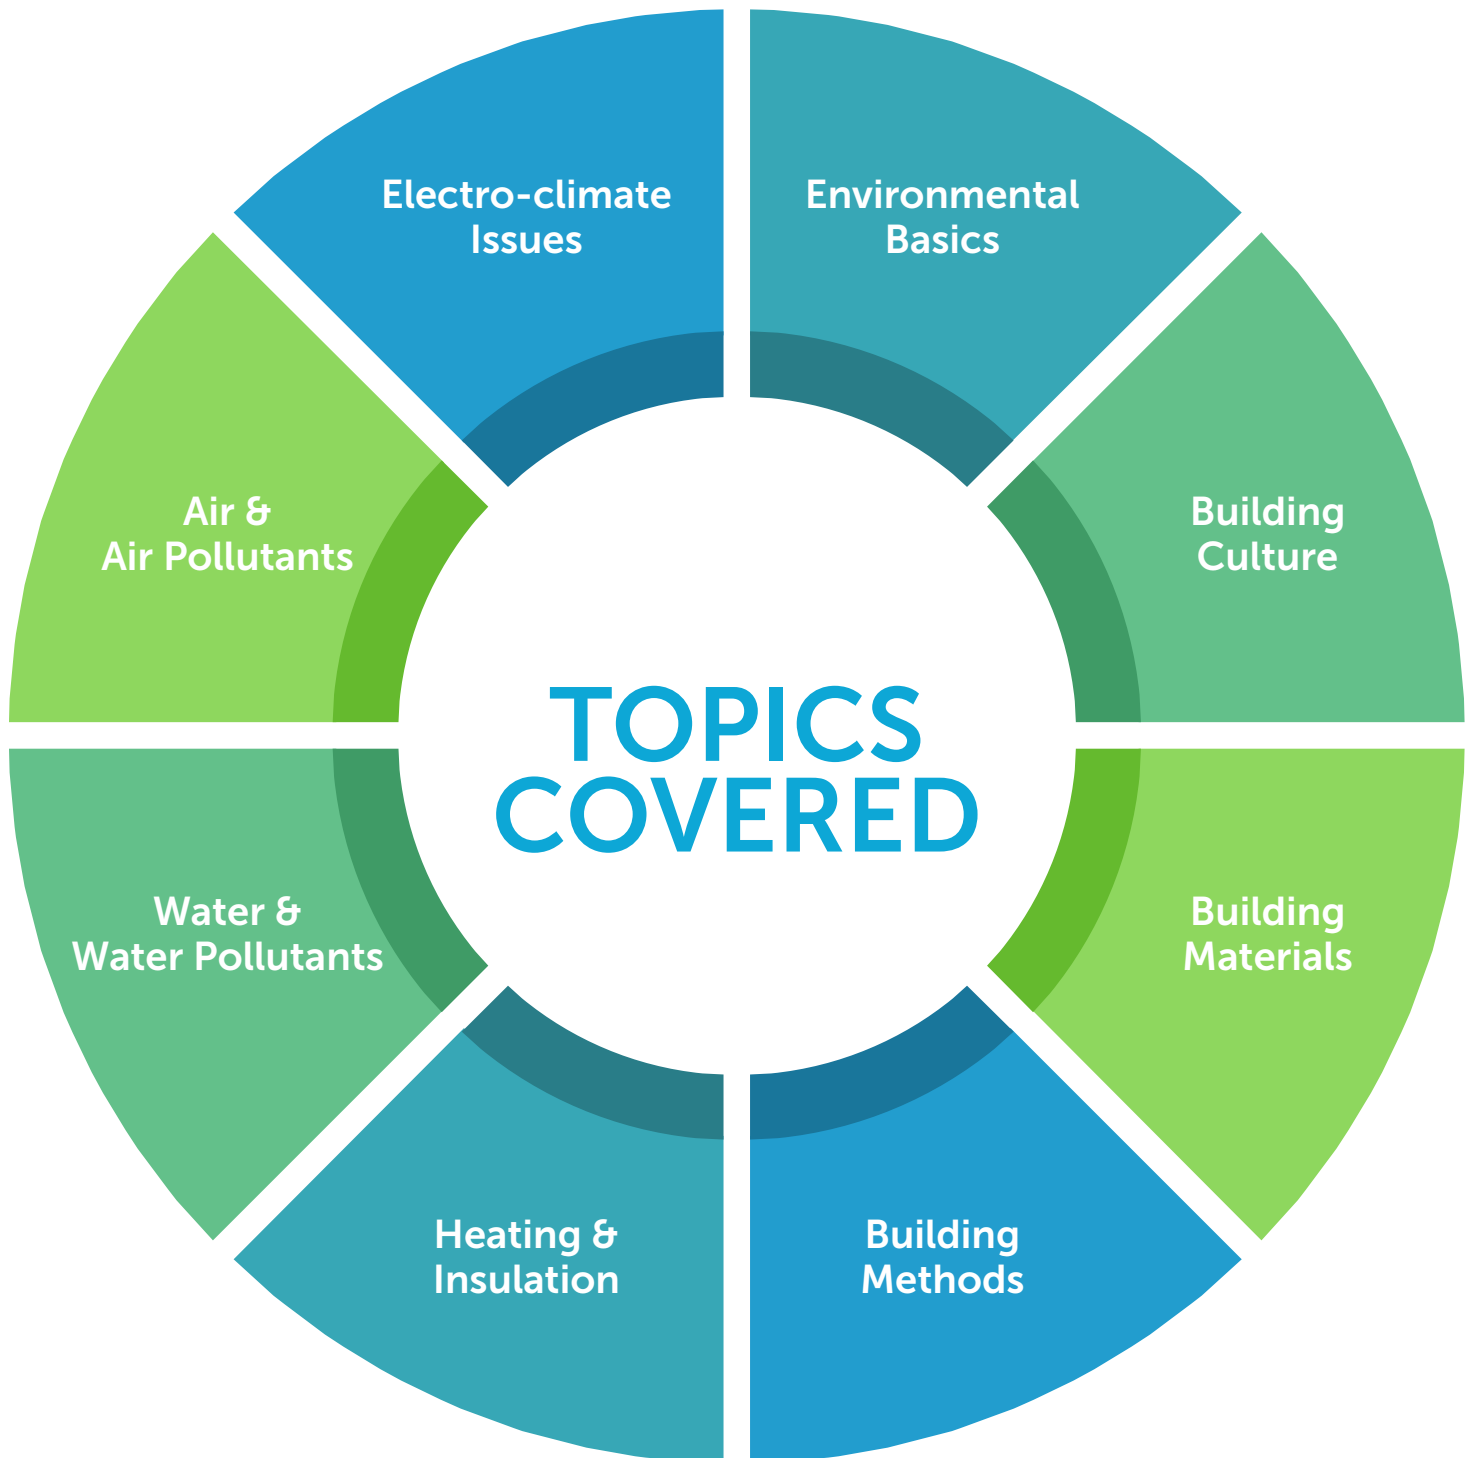 Electro-climate
Issues
Environmental
Basics
Air &
Air Pollutants
Building
Culture
TOPICS
COVERED
Water &
Water Pollutants
Building
Materials
Heating &
Insulation
Building
Methods